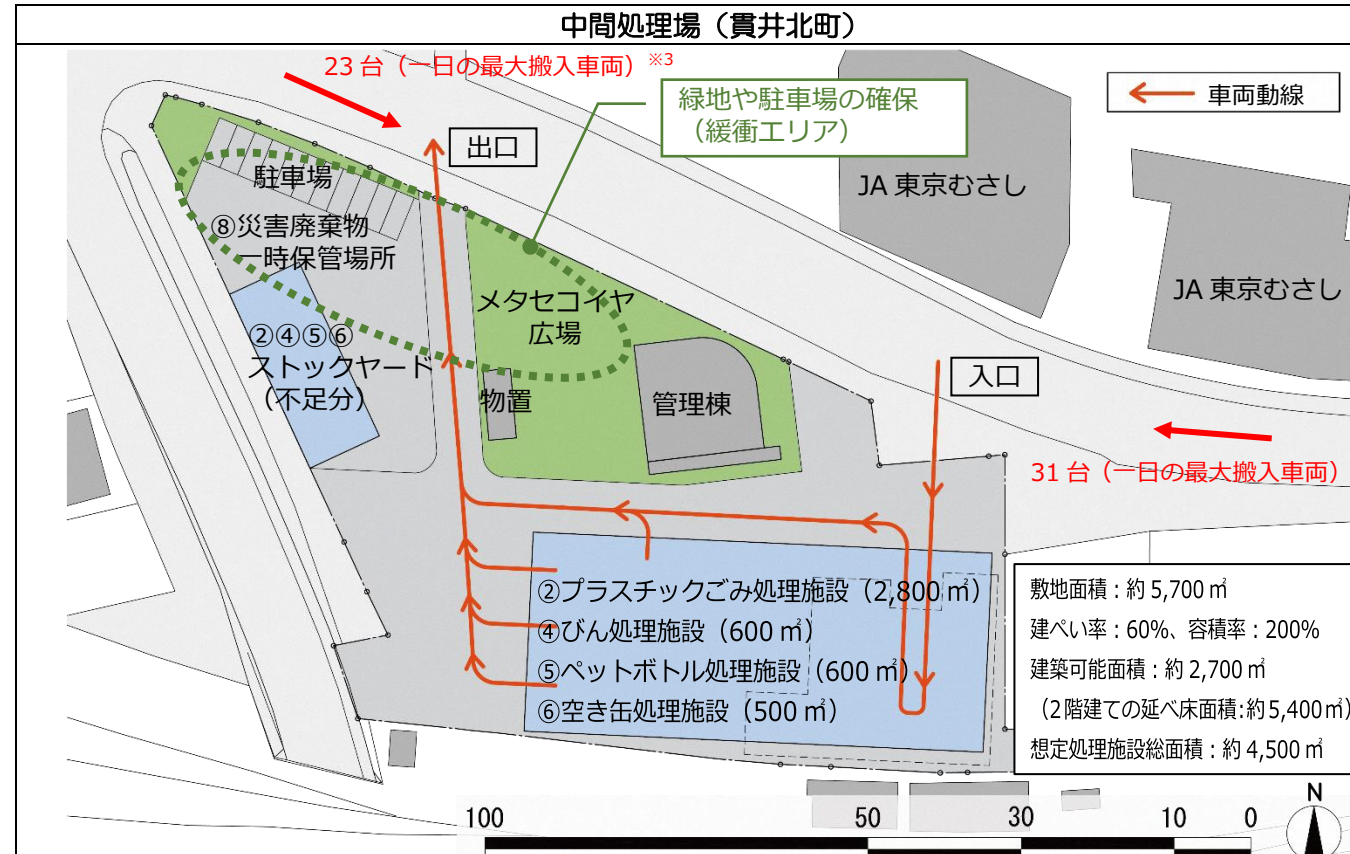 中間処理場（貫井北町）
23 台（一日の最大搬入車両）※3
緑地や駐車場の確保
（緩衝エリア）
車両動線
出口
駐車場
JA 東京むさし
⑧災害廃棄物
一時保管場所
JA 東京むさし
メタセコイヤ
広場
②④⑤⑥
ストックヤード
（不足分）
入口
物置
管理棟
31 台（一日の最大搬入車両）
②プラスチックごみ処理施設（2,800 ㎡）
④びん処理施設（600 ㎡）
⑤ペットボトル処理施設（600 ㎡）
⑥空き缶処理施設（500 ㎡）
敷地面積：約 5,700 ㎡
建ぺい率：60%、容積率：200%
建築可能面積：約 2,700 ㎡
（2階建ての延べ床面積:約5,400㎡）
想定処理施設総面積：約 4,500 ㎡
100 50 30 10 0
N